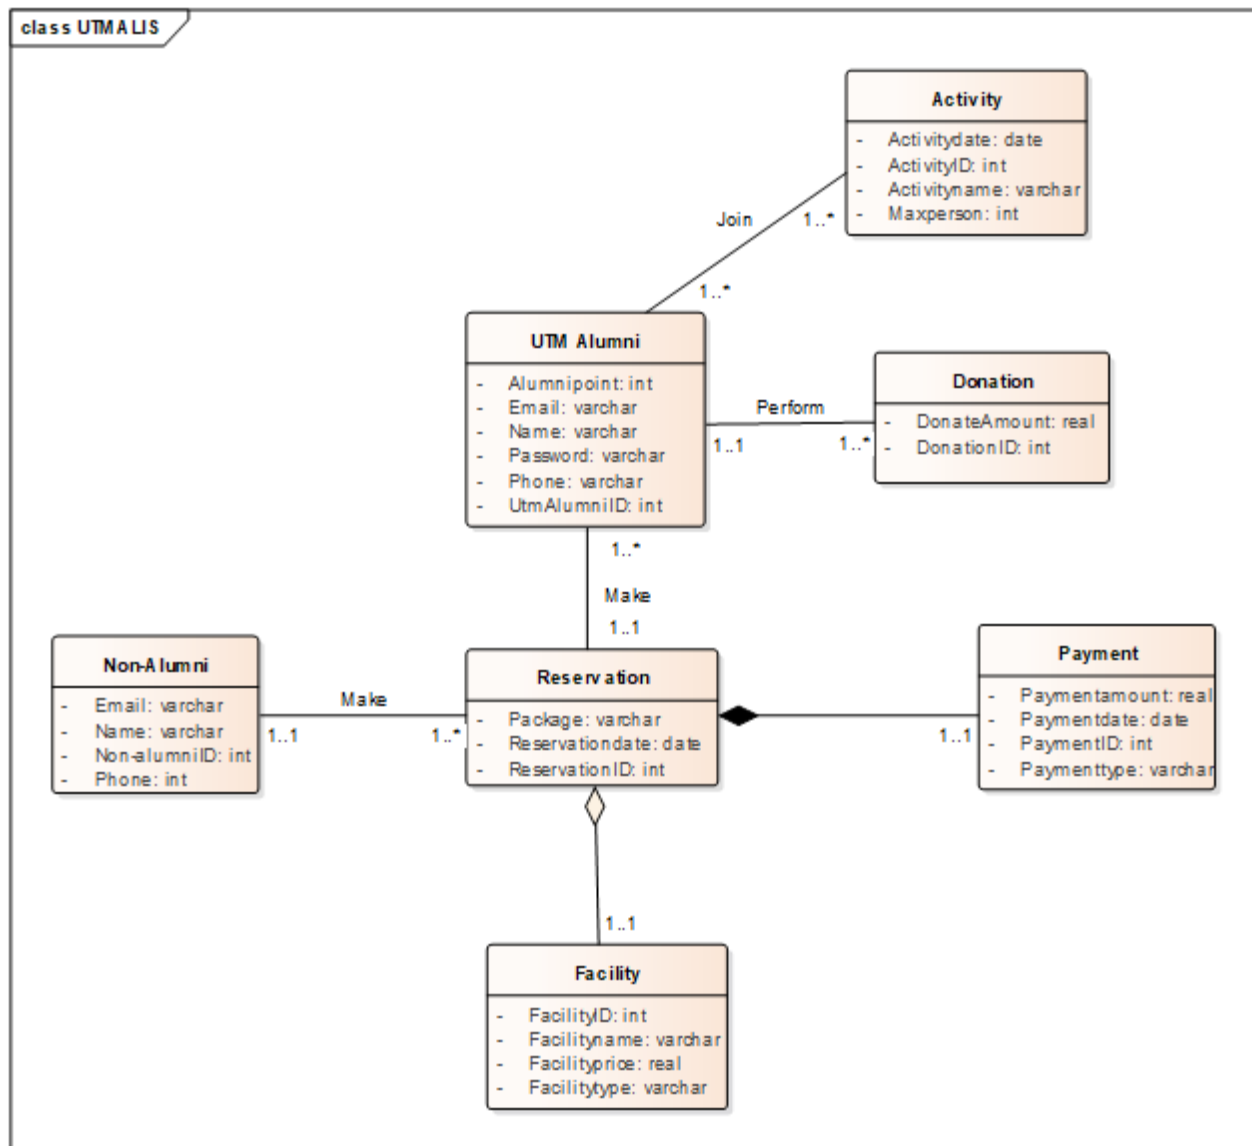 class UTMALIS
Activity
- Activitydate: date
- ActivityID: int
- Activityname: varchar
- Maxperson: int
Join
1..*
1..*
UTM Alumni
- Alumnipoint: int
- Email: varchar
- Name: varchar
- Password: varchar
- Phone: varchar
- UtmAlumniID: int
Perform
1..1
1..*
Donation
- DonateAmount: real
- DonationID: int
1..*
Make
1..1
Non-Alumni
- Email: varchar
- Name: varchar
- Non-alumniID: int
- Phone: int
Make
1..1
1..*
Reservation
- Package: varchar
- Reservationdate: date
- ReservationID: int
1..1
Payment
- Paymentamount: real
- Paymentdate: date
- PaymentID: int
- Paymenttype: varchar
1..1
Facility
- FacilityID: int
- Facilityname: varchar
- Facilityprice: real
- Facilitytype: varchar